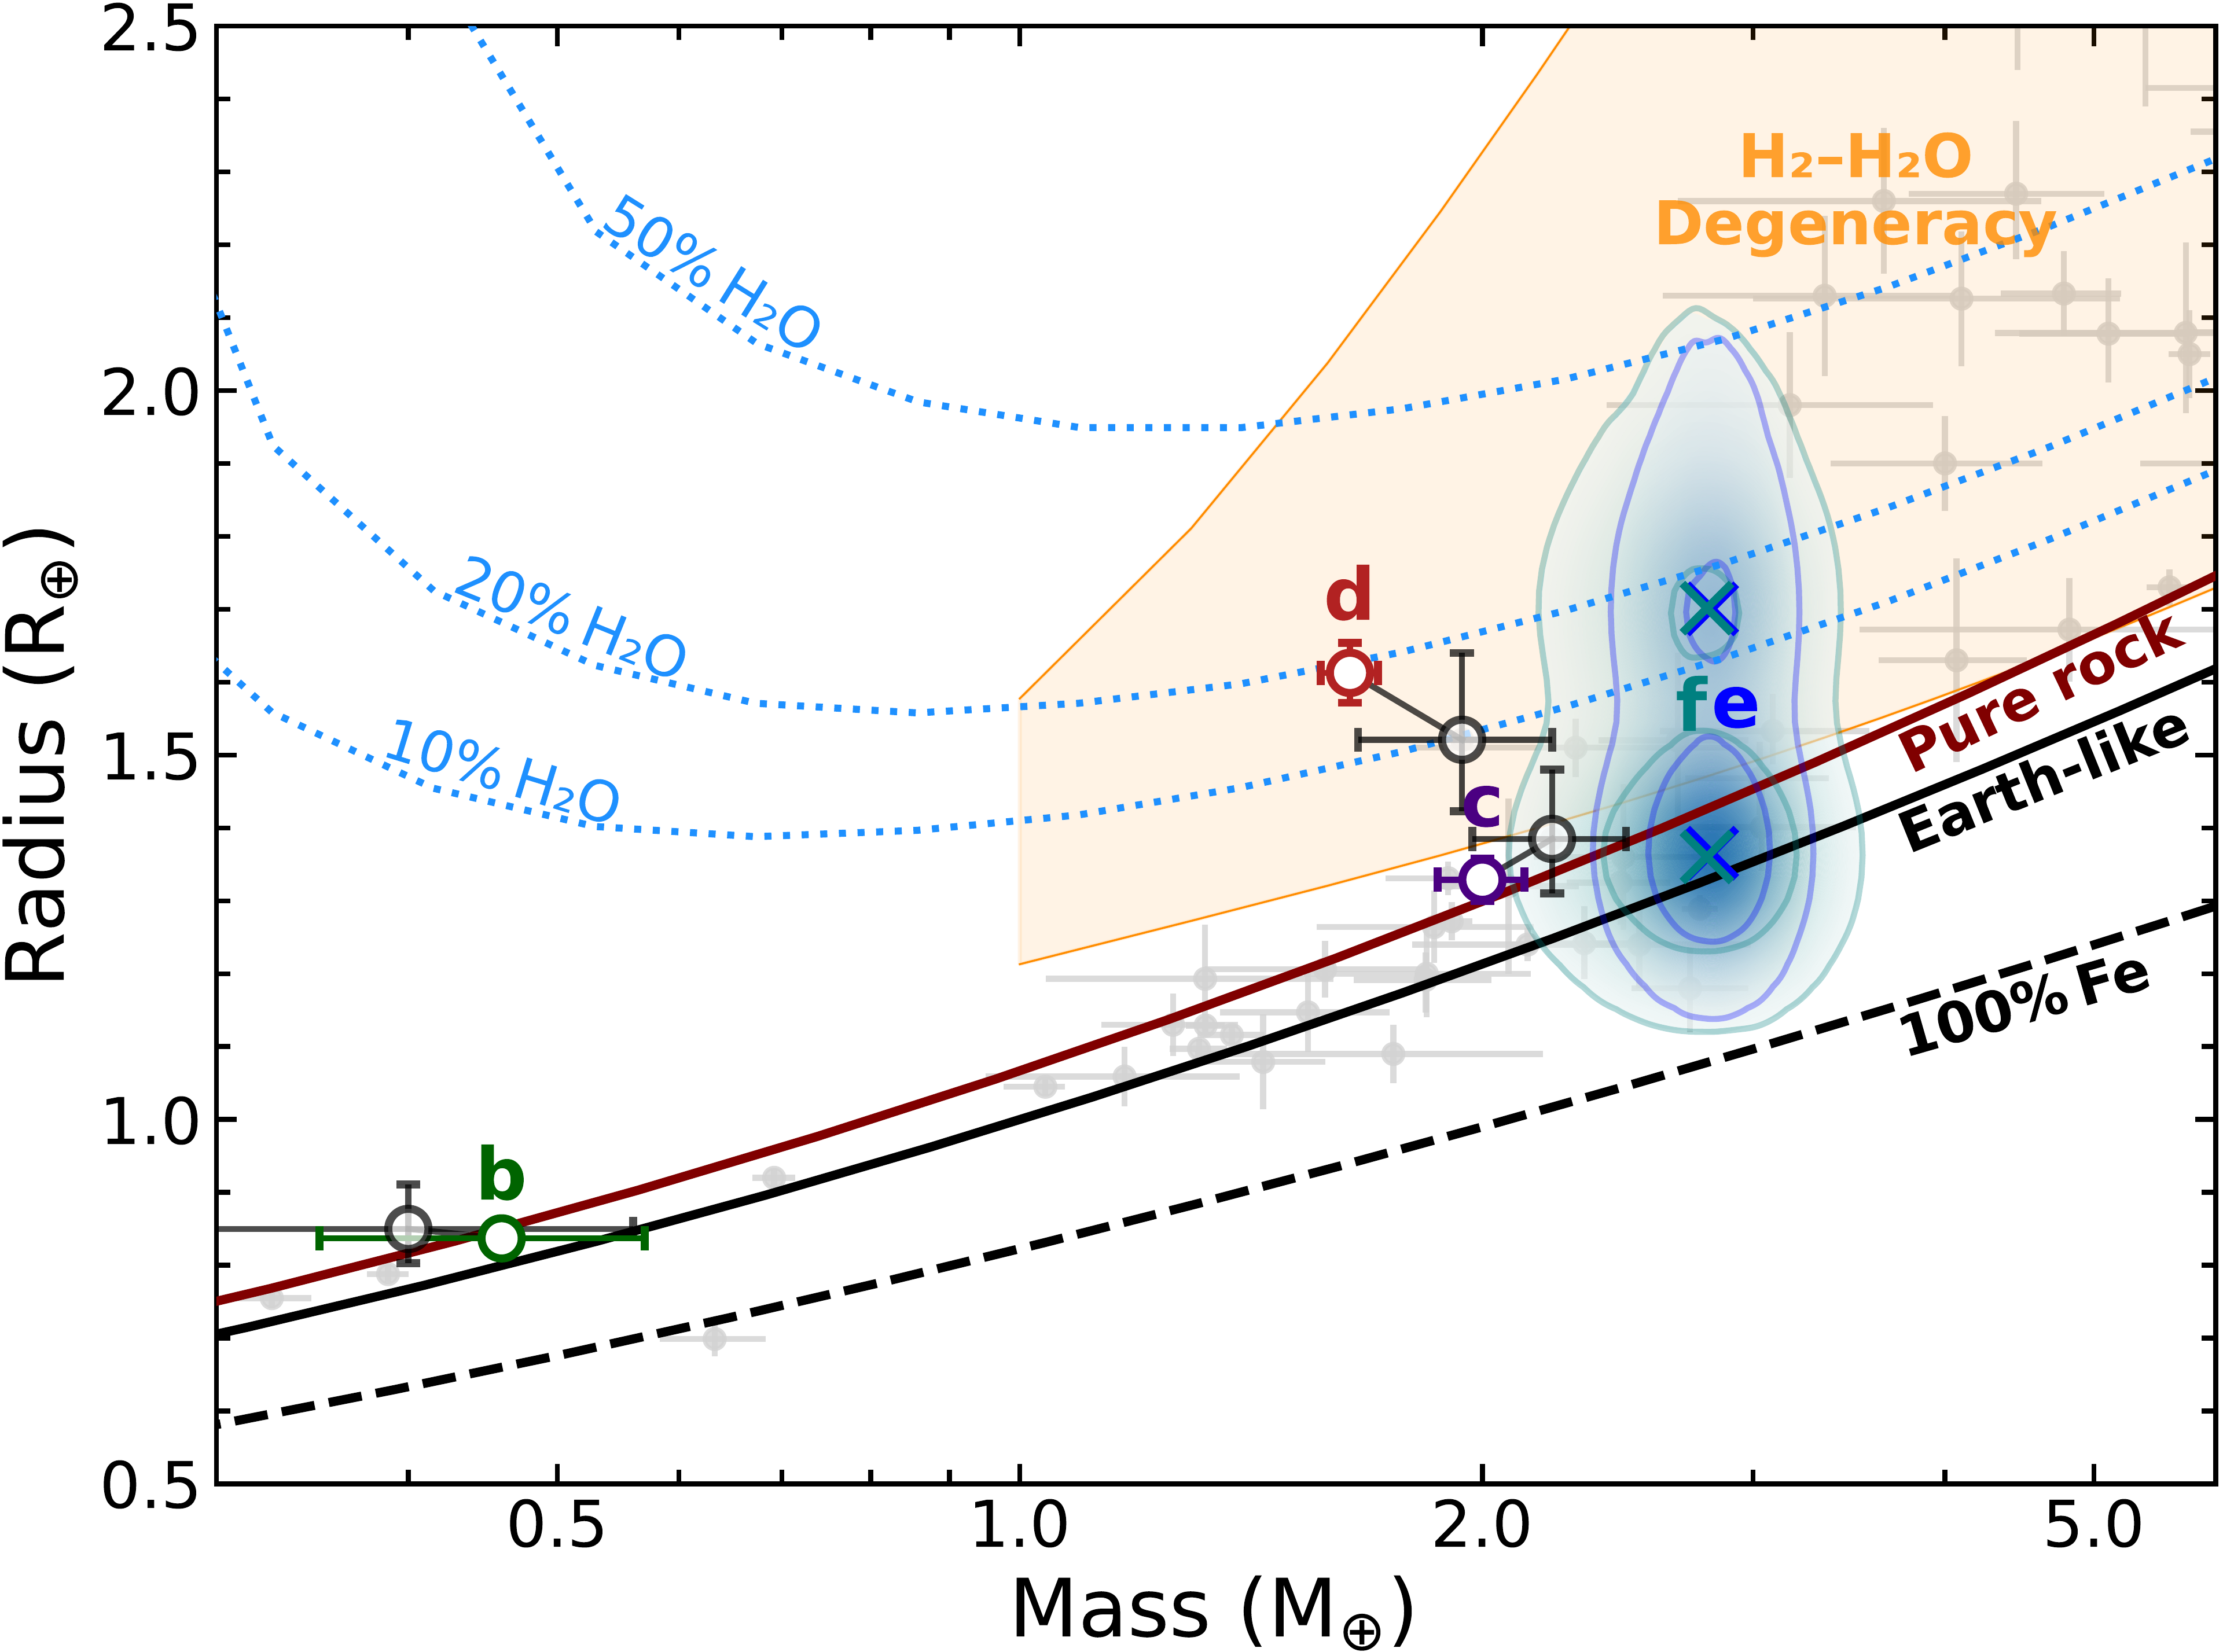 2.5
2.0
1.5
1.0
0.5
Radius (R⊕)
H₂–H₂O
Degeneracy
50% H₂O
20% H₂O
10% H₂O
d
c
f e
b
Pure rock
Earth-like
100% Fe
0.5
1.0
2.0
5.0
Mass (M⊕)